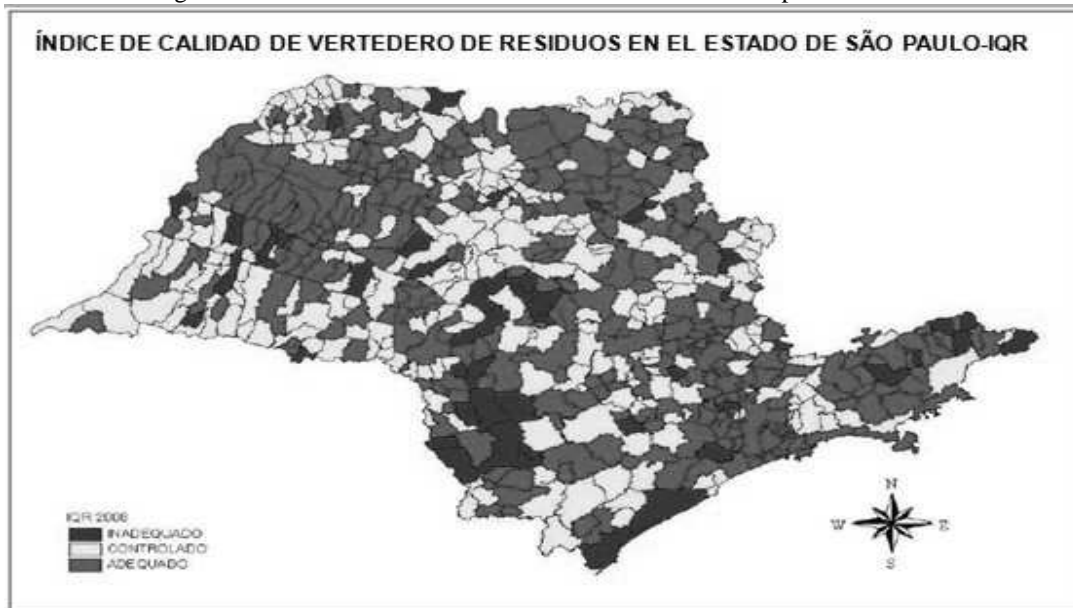 ÍNDICE DE CALIDAD DE VERTEDERO DE RESIDUOS EN EL ESTADO DE SÃO PAULO-IQR
N
W E
S
IQR 2008
INADEQUADO
CONTROLADO
ADEQUADO